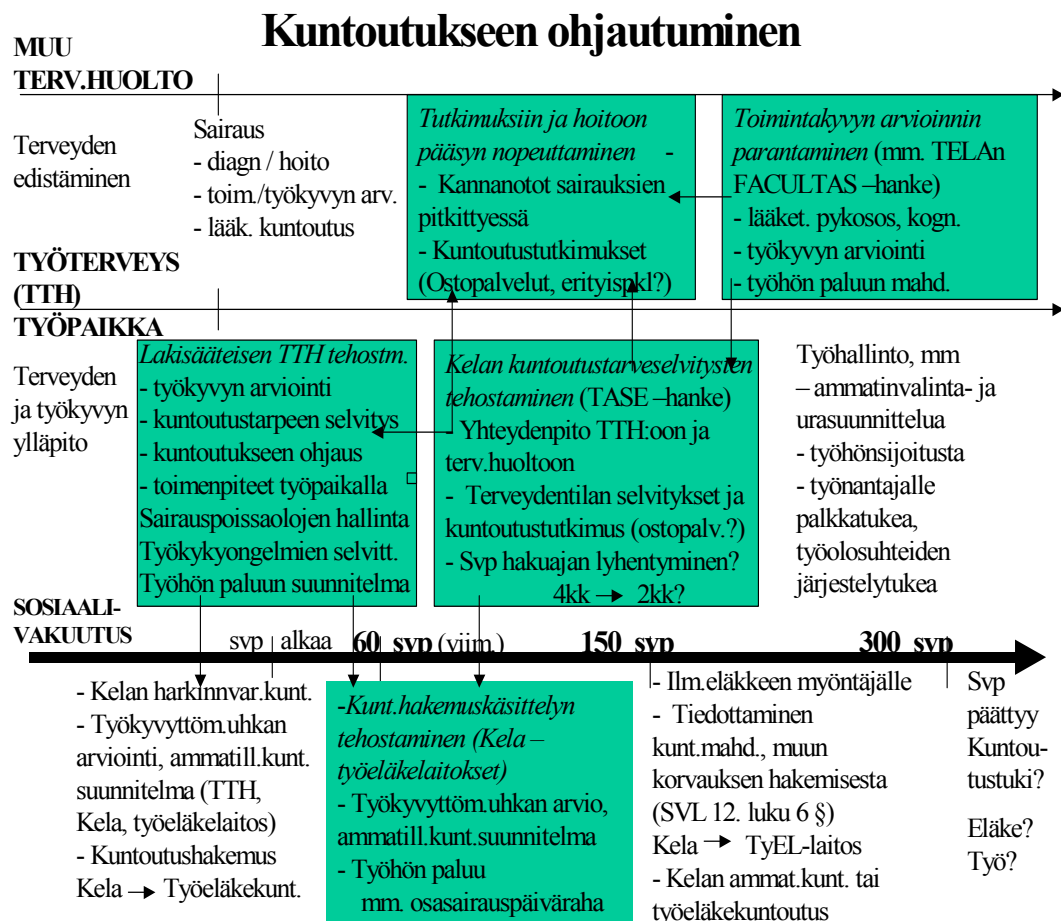 Kuntoutukseen ohjautuminen
MUU
TERV.HUOLTO
Terveyden
edistäminen
Sairaus
- diagn / hoito
- toim./työkyvyn arv.
- lääk. kuntoutus
Tutkimuksiin ja hoitoon
pääsyn nopeuttaminen -
- Kannanotot sairauksien
pitkittyessä
- Kuntoutustutkimukset
(Ostopalvelut, erityispkl?)
Toimintakyvyn arvioinnin
parantaminen (mm. TELAn
FACULTAS –hanke)
- lääket. pykosos, kogn.
- työkyvyn arviointi
- työhön paluun mahd.
TYÖTERVEYS
(TTH)
TYÖPAIKKA
Terveyden
ja työkyvyn
ylläpito
Lakisääteisen TTH tehostm.
- työkyvyn arviointi
- kuntoutustarpeen selvitys
- kuntoutukseen ohjaus
- toimenpiteet työpaikalla
Sairauspoissaolojen hallinta
Työkykyongelmien selvitt.
Työhön paluun suunnitelma
Kelan kuntoutustarveselvitysten
tehostaminen (TASE –hanke)
- Yhteydenpito TTH:oon ja
terv.huoltoon
- Terveydentilan selvitykset ja
kuntoutustutkimus (ostopalv.?)
- Svp hakuajan lyhentyminen?
4kk → 2kk?
Työhallinto, mm
– ammatinvalinta- ja
urasuunnittelua
- työhönsijoitusta
- työnantajalle
palkkatukea,
työolosuhteiden
järjestelytukea
SOSIAALI-
VAKUUTUS
svp alkaa
60 svp (viim.)
150 svp
300 svp
- Kelan harkinnvar.kunt.
- Työkyvyttöm.uhkan
arviointi, ammatill.kunt.
suunnitelma (TTH,
Kela, työeläkelaitos)
- Kuntoutushakemus
Kela → Työeläkekunt.
-Kunt.hakemuskäsittelyn
tehostaminen (Kela –
työeläkelaitokset)
- Työkyvyttöm.uhkan arvio,
ammatill.kunt.suunnitelma
- Työhön paluu
mm. osasairauspäiväraha
- Ilm.eläkkeen myöntäjälle
- Tiedottaminen
kunt.mahd., muun
korvauksen hakemisesta
(SVL 12. luku 6 §)
Kela → TyEL-laitos
- Kelan ammat.kunt. tai
työeläkekuntoutus
Svp
päättyy
Kuntou-
tustuki?
Eläke?
Työ?